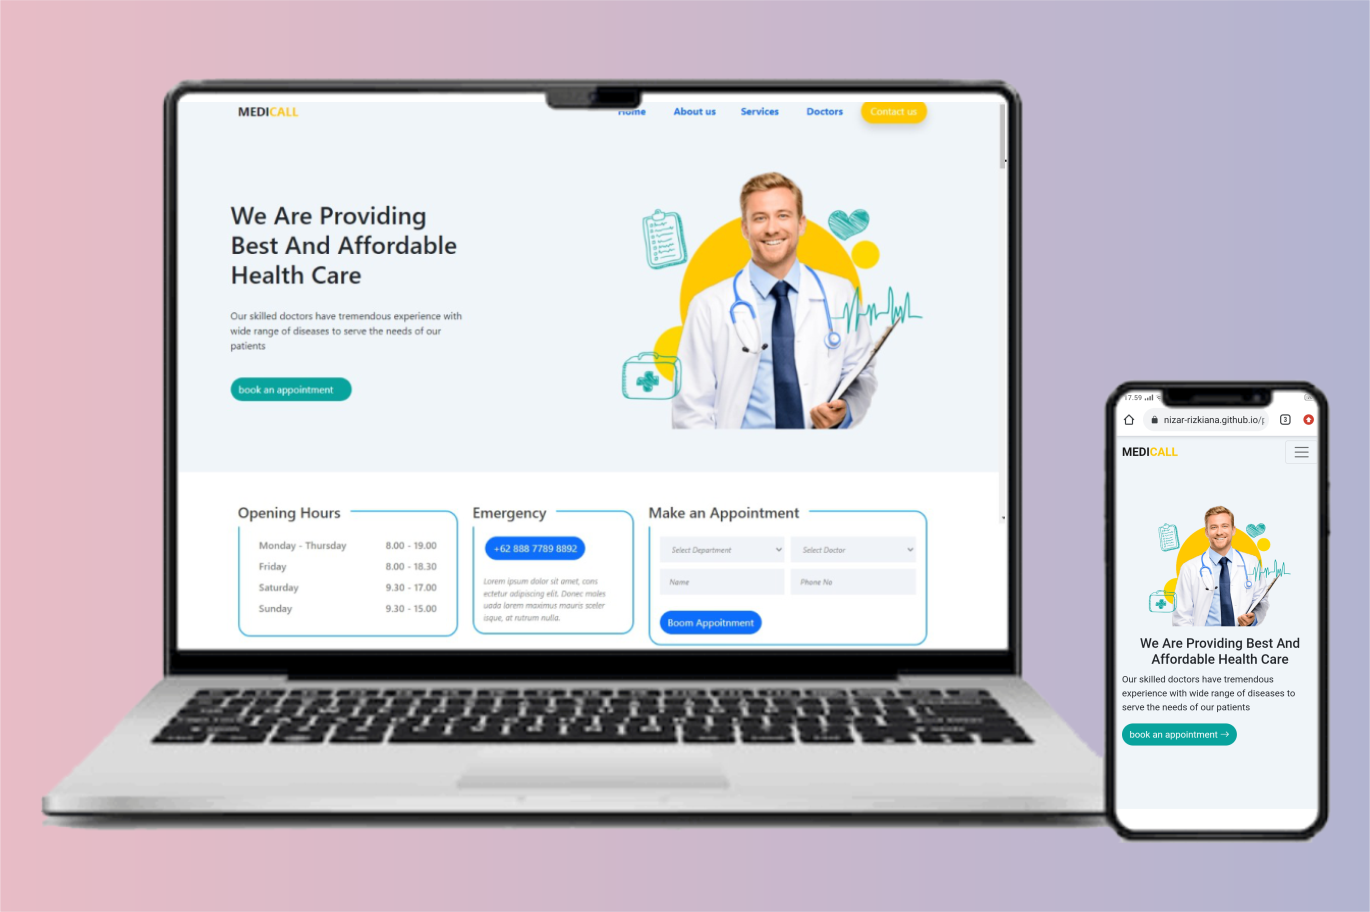 MEDICALL
Home About us Services Doctors Contact us
We Are Providing
Best And Affordable
Health Care
Our skilled doctors have tremendous experience with
wide range of diseases to serve the needs of our
patients
book an appointment
Opening Hours
Monday - Thursday 8.00 - 19.00
Friday 8.00 - 18.30
Saturday 9.30 - 17.00
Sunday 9.30 - 15.00
Emergency
+62 888 7789 8892
Lorem ipsum dolor sit amet, cons
ectetur adipiscing elit. Donec males
uada lorem maximus mauris sceler
isque, at rutrum nulla.
Make an Appointment
Select Department Select Doctor
Name Phone No
Boom Appoitnment
17.59
nizar-rizkiana.github.io/p
3
MEDICALL
We Are Providing Best And
Affordable Health Care
Our skilled doctors have tremendous
experience with wide range of diseases to
serve the needs of our patients
book an appointment →